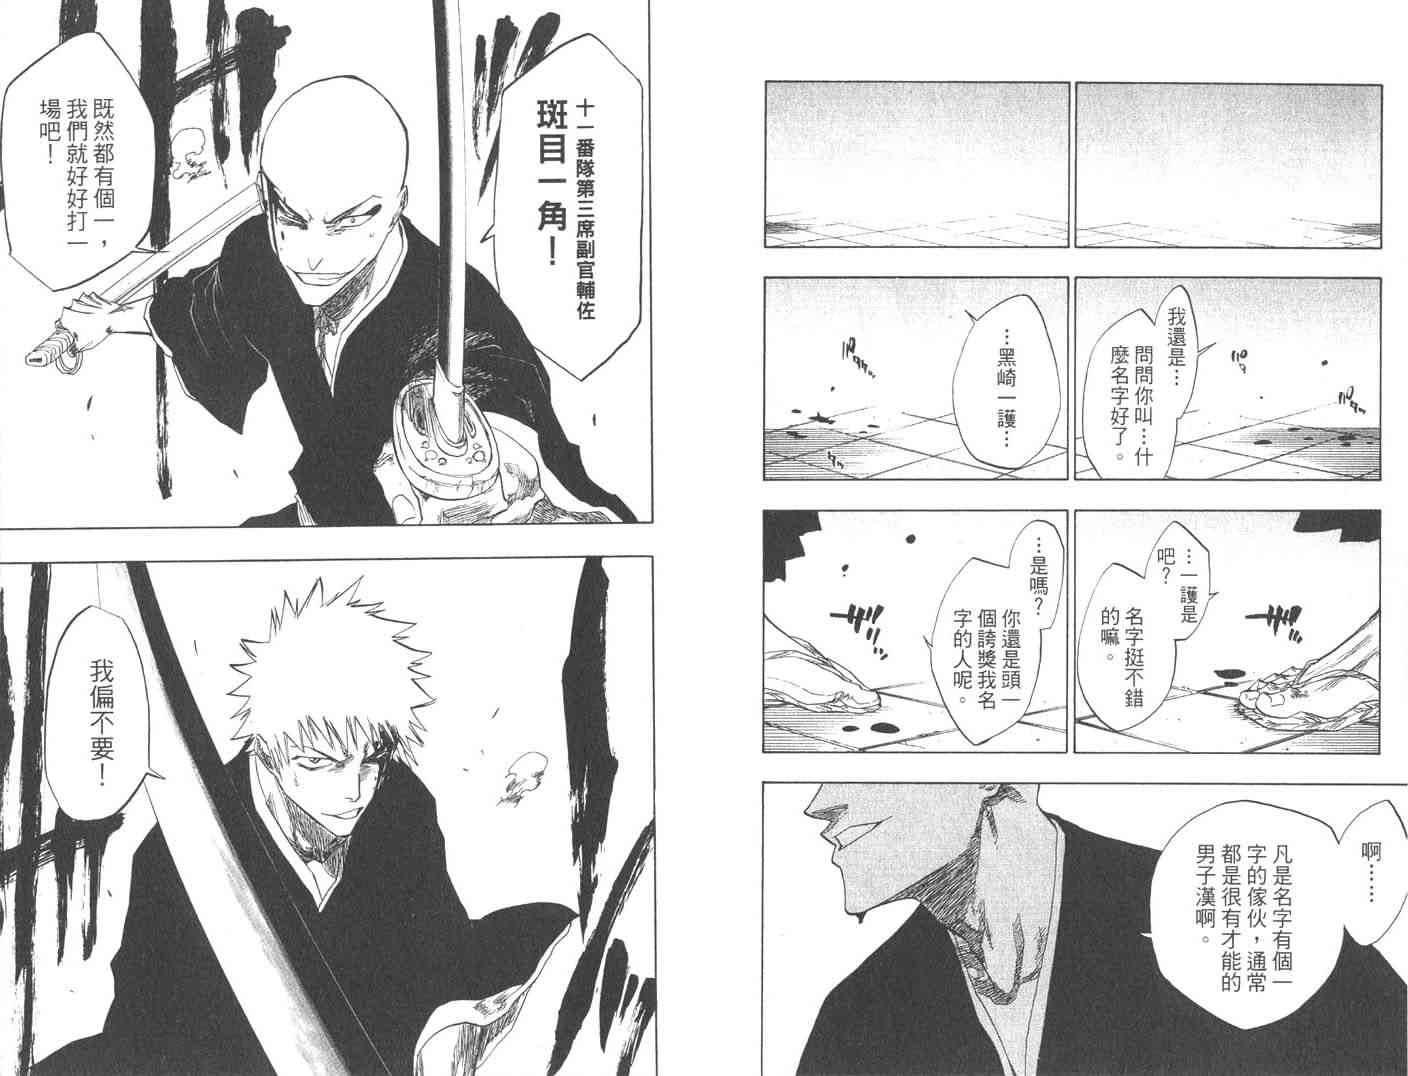 我還是…
問問你叫…什
麼名字好了。
…黑崎一護…
…一護是
吧?
名字挺不錯
的嘛。
…是嗎?
你還是頭一
個誇獎我名
字的人呢。
啊……
凡是名字有個一
字的傢伙，通常
都是很有才能的
男子漢啊。
十一番隊第三席副官輔佐
斑目一角！
既然都有個一，
我們就好好打一
場吧！
我偏不要！